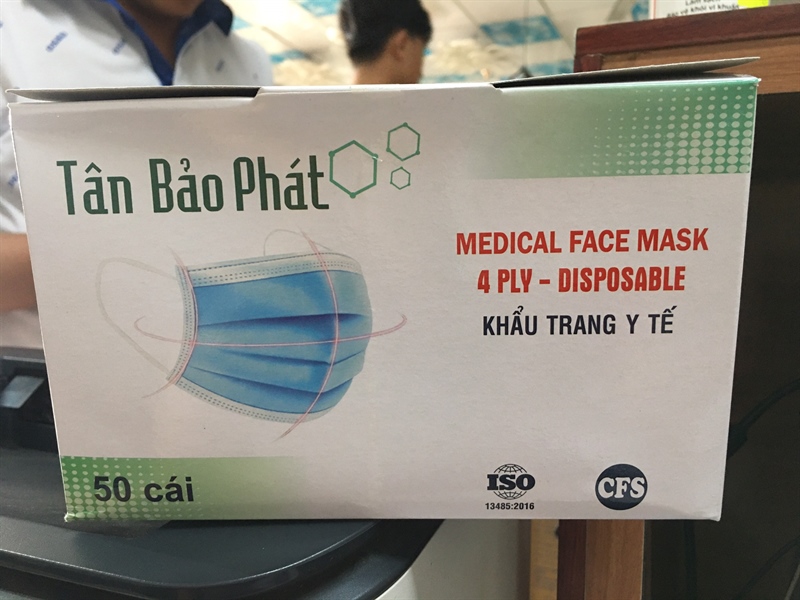 Tân Bảo Phát
MEDICAL FACE MASK
4 PLY - DISPOSABLE
KHẨU TRANG Y TẾ
50 cái
ISO
13485:2016
CFS